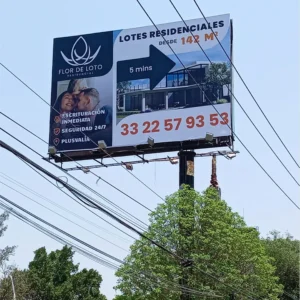 FLOR DE LOTO
ESCRITURACIÓN
INMEDIATA
SEGURIDAD 24/7
PLUSVALÍA
LOTES RESIDENCIALES
DESDE 142 M²
5 mins
33 22 57 93 53